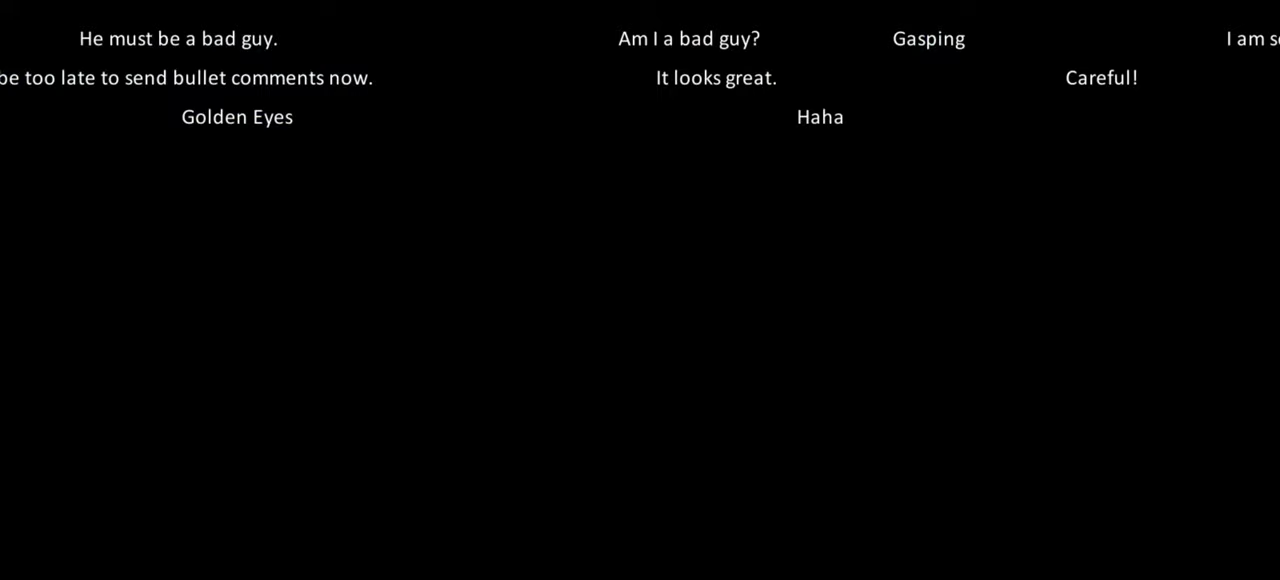 He must be a bad guy. Am I a bad guy? Gasping I am
be too late to send bullet comments now. It looks great. Careful!
Golden Eyes Haha